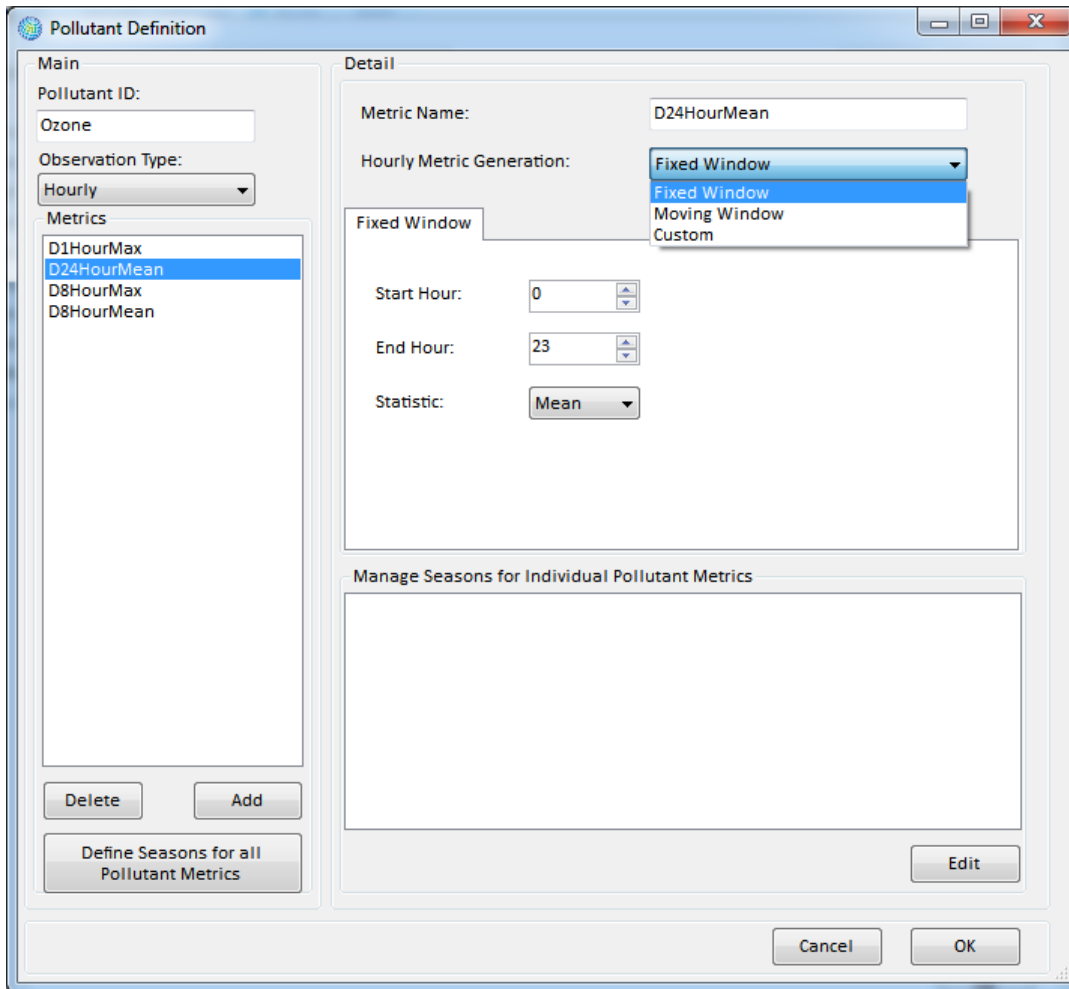 Pollutant Definition
Main
Pollutant ID:
Ozone
Observation Type:
Hourly
Metrics
D1HourMax
D24HourMean
D8HourMax
D8HourMean
Delete
Add
Define Seasons for all
Pollutant Metrics
Detail
Metric Name:
D24HourMean
Hourly Metric Generation:
Fixed Window
Fixed Window
Moving Window
Custom
Fixed Window
Start Hour:
0
End Hour:
23
Statistic:
Mean
Manage Seasons for Individual Pollutant Metrics
Edit
Cancel
OK